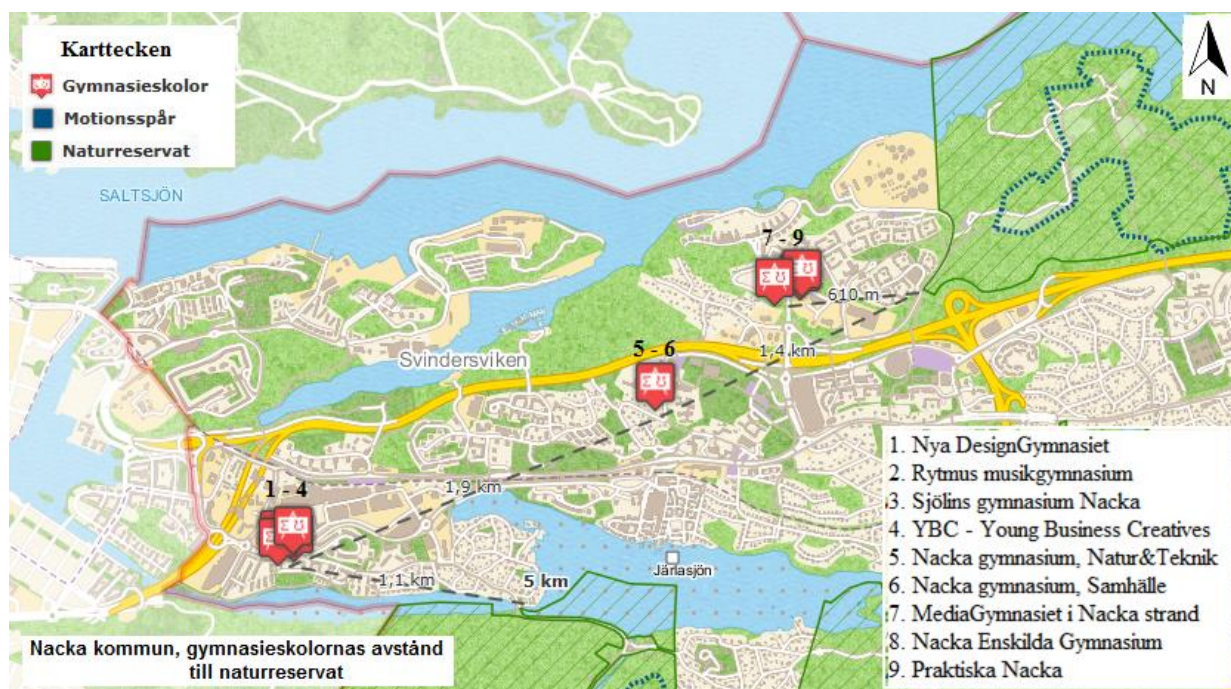 Karttecken
Gymnasieskolor
Motionsspår
Naturreservat
N
SALTSJÖN
7 - 9
610 m
5 - 6
1,4 km
Svindersviken
1 - 4
1,9 km
1,1 km
5 km
Järlasjön
1. Nya DesignGymnasiet
2. Rytmus musikgymnasium
3. Sjölins gymnasium Nacka
4. YBC - Young Business Creatives
5. Nacka gymnasium, Natur&Teknik
6. Nacka gymnasium, Samhälle
7. MediaGymnasiet i Nacka strand
8. Nacka Enskilda Gymnasium
9. Praktiska Nacka
Nacka kommun, gymnasieskolornas avstånd
till naturreservat